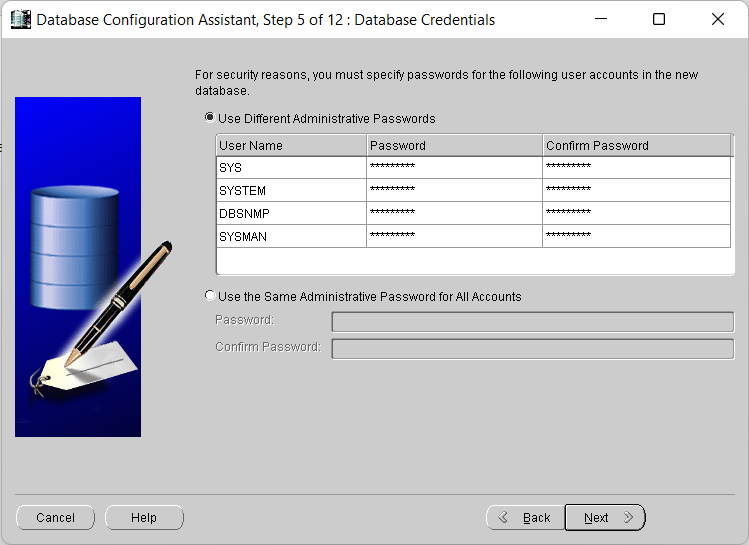 Database Configuration Assistant, Step 5 of 12 : Database Credentials
For security reasons, you must specify passwords for the following user accounts in the new
database.
Use Different Administrative Passwords
User Name Password Confirm Password
SYS ********* *********
SYSTEM ********* *********
DBSNMP ********* *********
SYSMAN ********* *********
Use the Same Administrative Password for All Accounts
Password:
Confirm Password:
Cancel Help Back Next